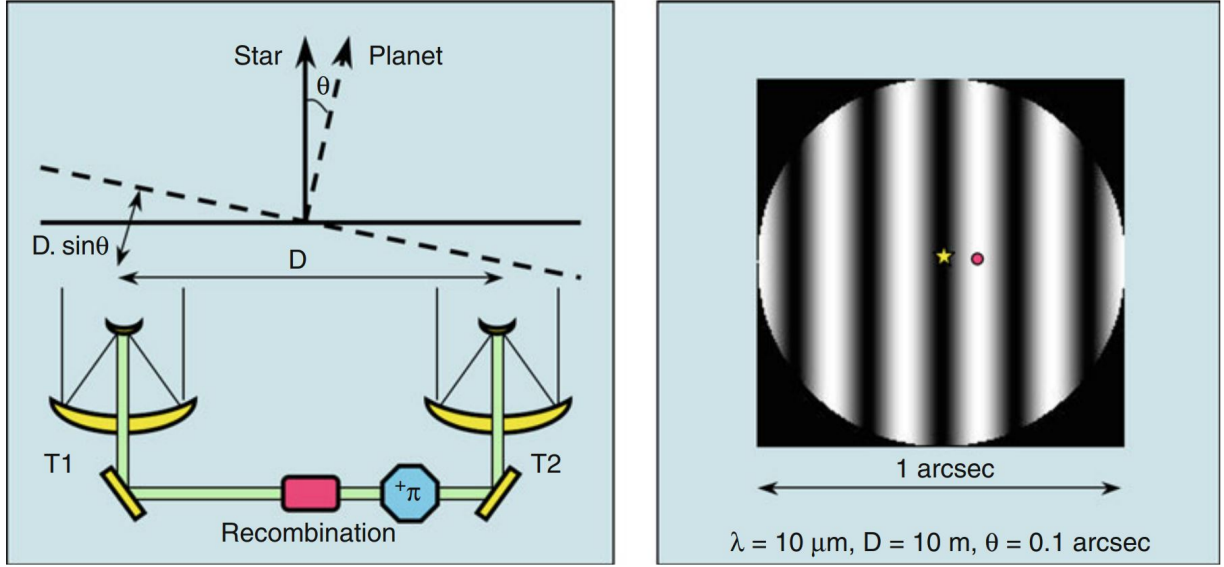 Star
Planet
θ
D. sinθ
D
T1
T2
+π
Recombination
1 arcsec
λ = 10 μm, D = 10 m, θ = 0.1 arcsec